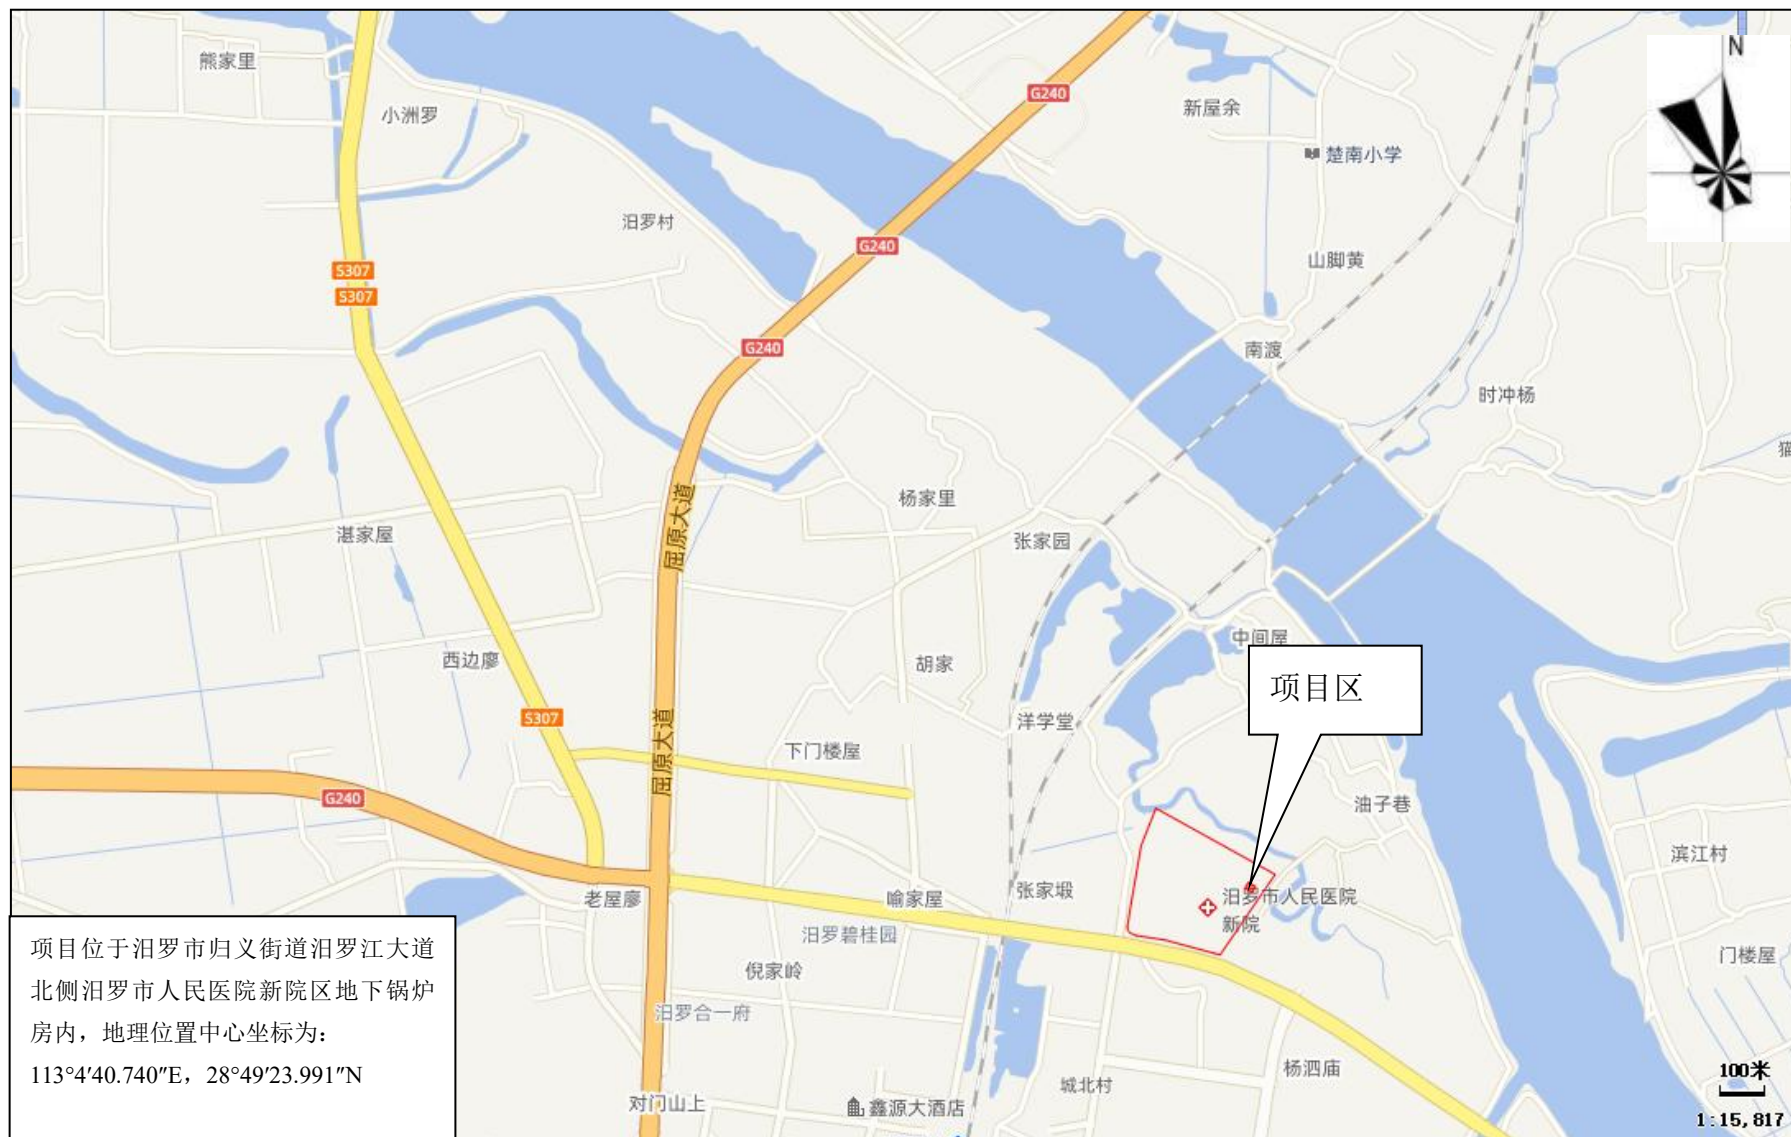 N
熊家里
小洲罗
G240
新屋余
楚南小学
汨罗村
G240
山脚黄
S307
S307
G240
南渡
时冲杨
猫
屈原大道
杨家里
湛家屋
张家园
中间屋
西边廖
胡家
项目区
S307
洋学堂
屈原大道
下门楼屋
G240
油子巷
滨江村
张家塅
老屋廖
喻家屋
汨罗市人民医院
新院
汨罗碧桂园
门楼屋
倪家岭
项目位于汨罗市归义街道汨罗江大道
北侧汨罗市人民医院新院区地下锅炉
房内，地理位置中心坐标为：
113°4′40.740″E，28°49′23.991″N
汨罗合一府
杨泗庙
100米
城北村
对门山上
鑫源大酒店
1:15,817